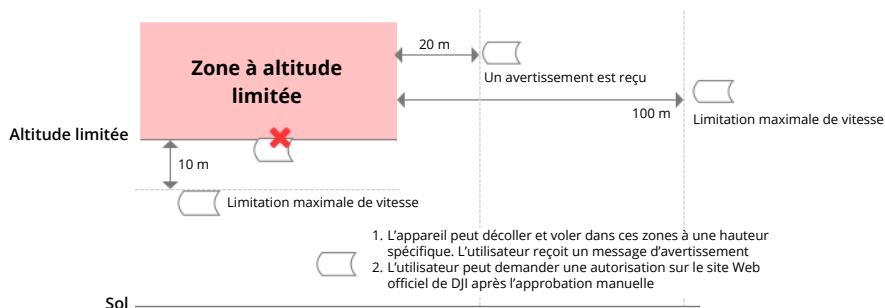 Zone à altitude
limitée
20 m
Un avertissement est reçu
100 m
Limitation maximale de vitesse
Altitude limitée
10 m
Limitation maximale de vitesse
1. L’appareil peut décoller et voler dans ces zones à une hauteur
spécifique. L’utilisateur reçoit un message d’avertissement
2. L’utilisateur peut demander une autorisation sur le site Web
officiel de DJI après l’approbation manuelle
Sol